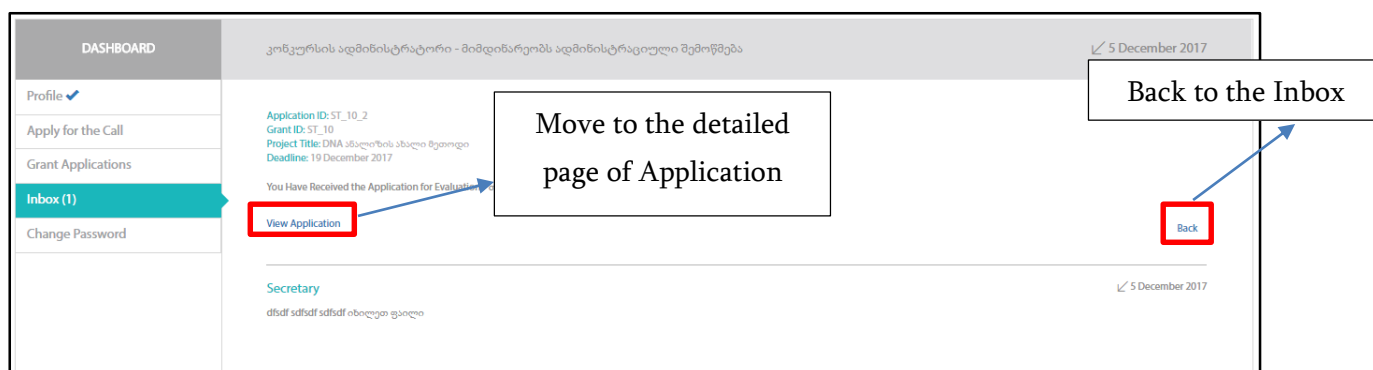 DASHBOARD
კონკურსის ადმინისტრატორი - მიმდინარეობს ადმინისტრაციული შემოწმება
5 December 2017
Profile
Apply for the Call
Grant Applications
Inbox (1)
Change Password
Appication ID: ST_10_2
Grant ID: ST_10
Project Title: DNA ანალიზის ახალი მეთოდი
Deadline: 19 December 2017
You Have Received the Application for Evaluation
View Application
Back
Move to the detailed
page of Application
Back to the Inbox
Secretary
5 December 2017
dfsdf sdfsdf sdfsdf იხილეთ ფაილი